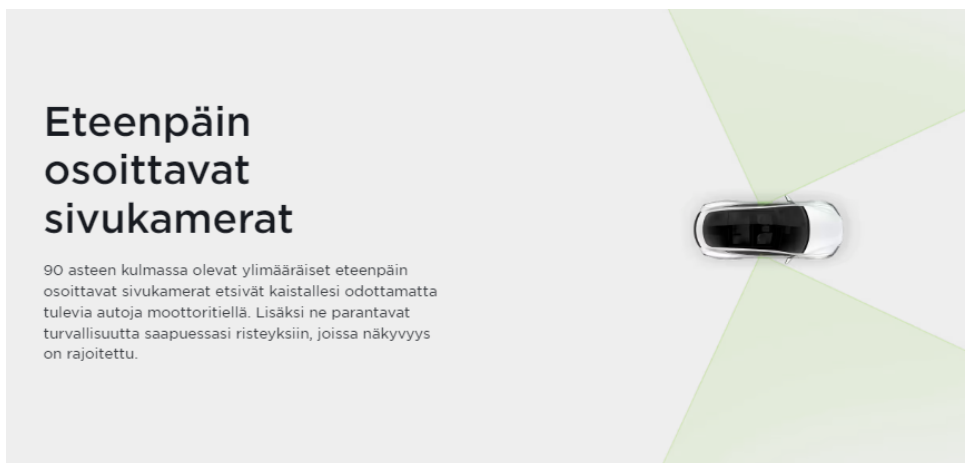 Eteenpäin
osoittavat
sivukamerat
90 asteen kulmassa olevat ylimääräiset eteenpäin
osoittavat sivukamerat etsivät kaistallesi odottamatta
tulevia autoja moottoritiellä. Lisäksi ne parantavat
turvallisuutta saapuessasi risteyksiin, joissa näkyvyys
on rajoitettu.